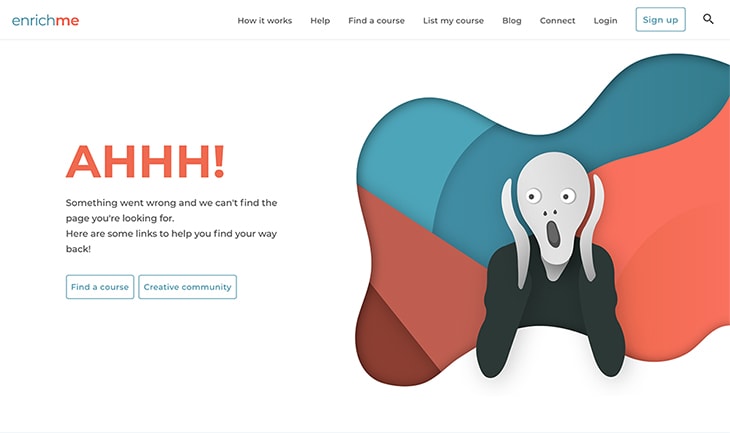 enrichme
How it works Help Find a course List my course Blog Connect Login Sign up
AHHH!
Something went wrong and we can't find the
page you're looking for.
Here are some links to help you find your way
back!
Find a course Creative community